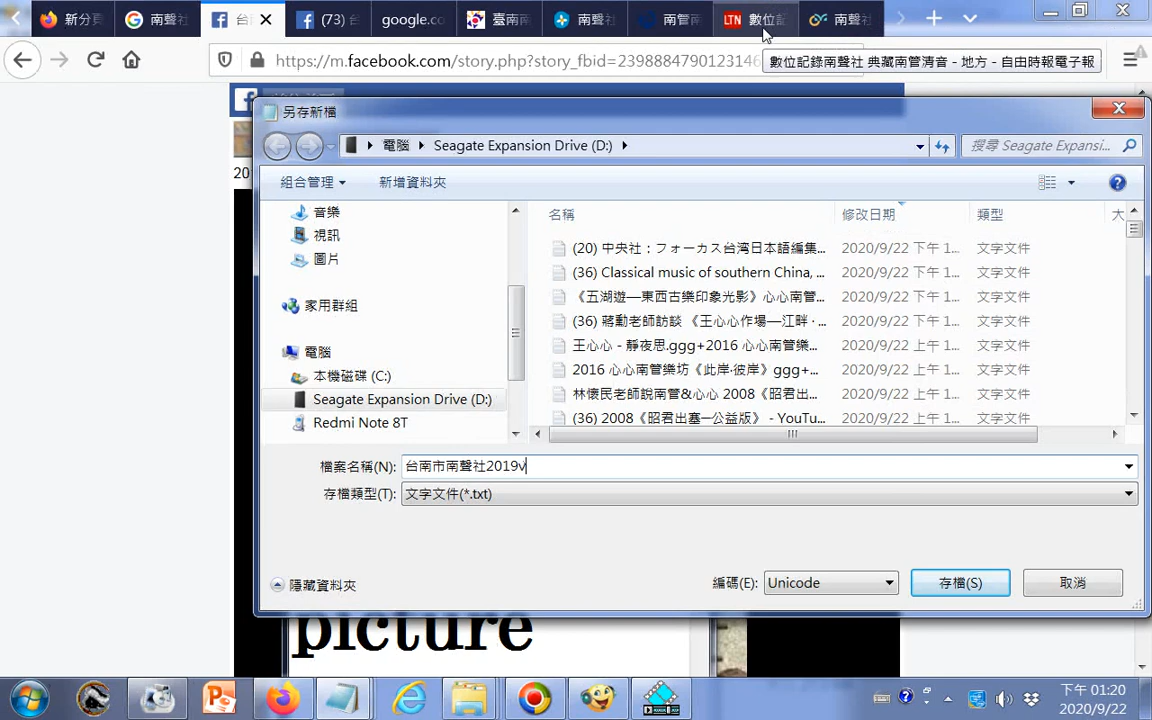 新分頁
南聲社
台
(73) 台
google.co
臺南南
南聲社
南管南
LTN 數位記
南聲社
https://m.facebook.com/story.php?story_fbid=2398884790123146
數位記錄南聲社 典藏南管清音 - 地方 - 自由時報電子報
另存新檔
電腦 Seagate Expansion Drive (D:)
搜尋 Seagate Expansi...
組合管理 新增資料夾
20
名稱 修改日期 類型 大
音樂
視訊
圖片
家用群組
電腦
本機磁碟 (C:)
Seagate Expansion Drive (D:)
Redmi Note 8T
(20) 中央社：フォーカス台湾日本語編集... 2020/9/22 下午 1... 文字文件
(36) Classical music of southern China, ... 2020/9/22 下午 1... 文字文件
《五湖遊—東西古樂印象光影》心心南管... 2020/9/22 下午 1... 文字文件
(36) 蔣勳老師訪談 《王心心作場—江畔 · ... 2020/9/22 下午 1... 文字文件
王心心 - 靜夜思.ggg+2016 心心南管樂... 2020/9/22 上午 1... 文字文件
2016 心心南管樂坊《此岸·彼岸》ggg+... 2020/9/22 上午 1... 文字文件
林懷民老師說南管&心心 2008《昭君出... 2020/9/22 上午 1... 文字文件
(36) 2008《昭君出塞─公益版》 - YouTu... 2020/9/22 上午 1... 文字文件
檔案名稱(N): 台南市南聲社2019v
存檔類型(T): 文字文件(*.txt)
隱藏資料夾 編碼(E): Unicode 存檔(S) 取消
picture
下午 01:20
2020/9/22